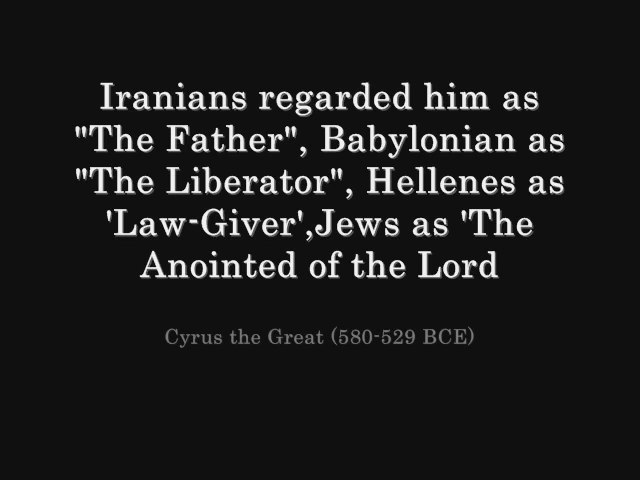 Iranians regarded him as
"The Father", Babylonian as
"The Liberator", Hellenes as
'Law-Giver',Jews as 'The
Anointed of the Lord
Cyrus the Great (580-529 BCE)